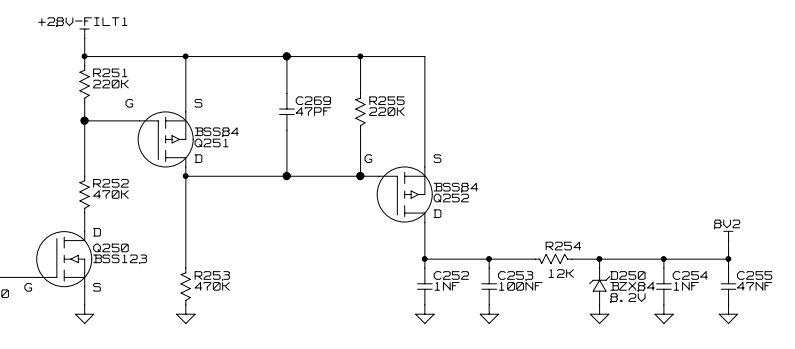 +28V-FILT1
R251
220K
G
S
BSS84
Q251
D
C269
47PF
R255
220K
G
S
BSS84
Q252
D
R252
470K
D
Q250
BSS123
G
S
0
R253
470K
8V2
R254
12K
C252
1NF
C253
100NF
D250
BZX84
8.2V
C254
1NF
C255
47NF